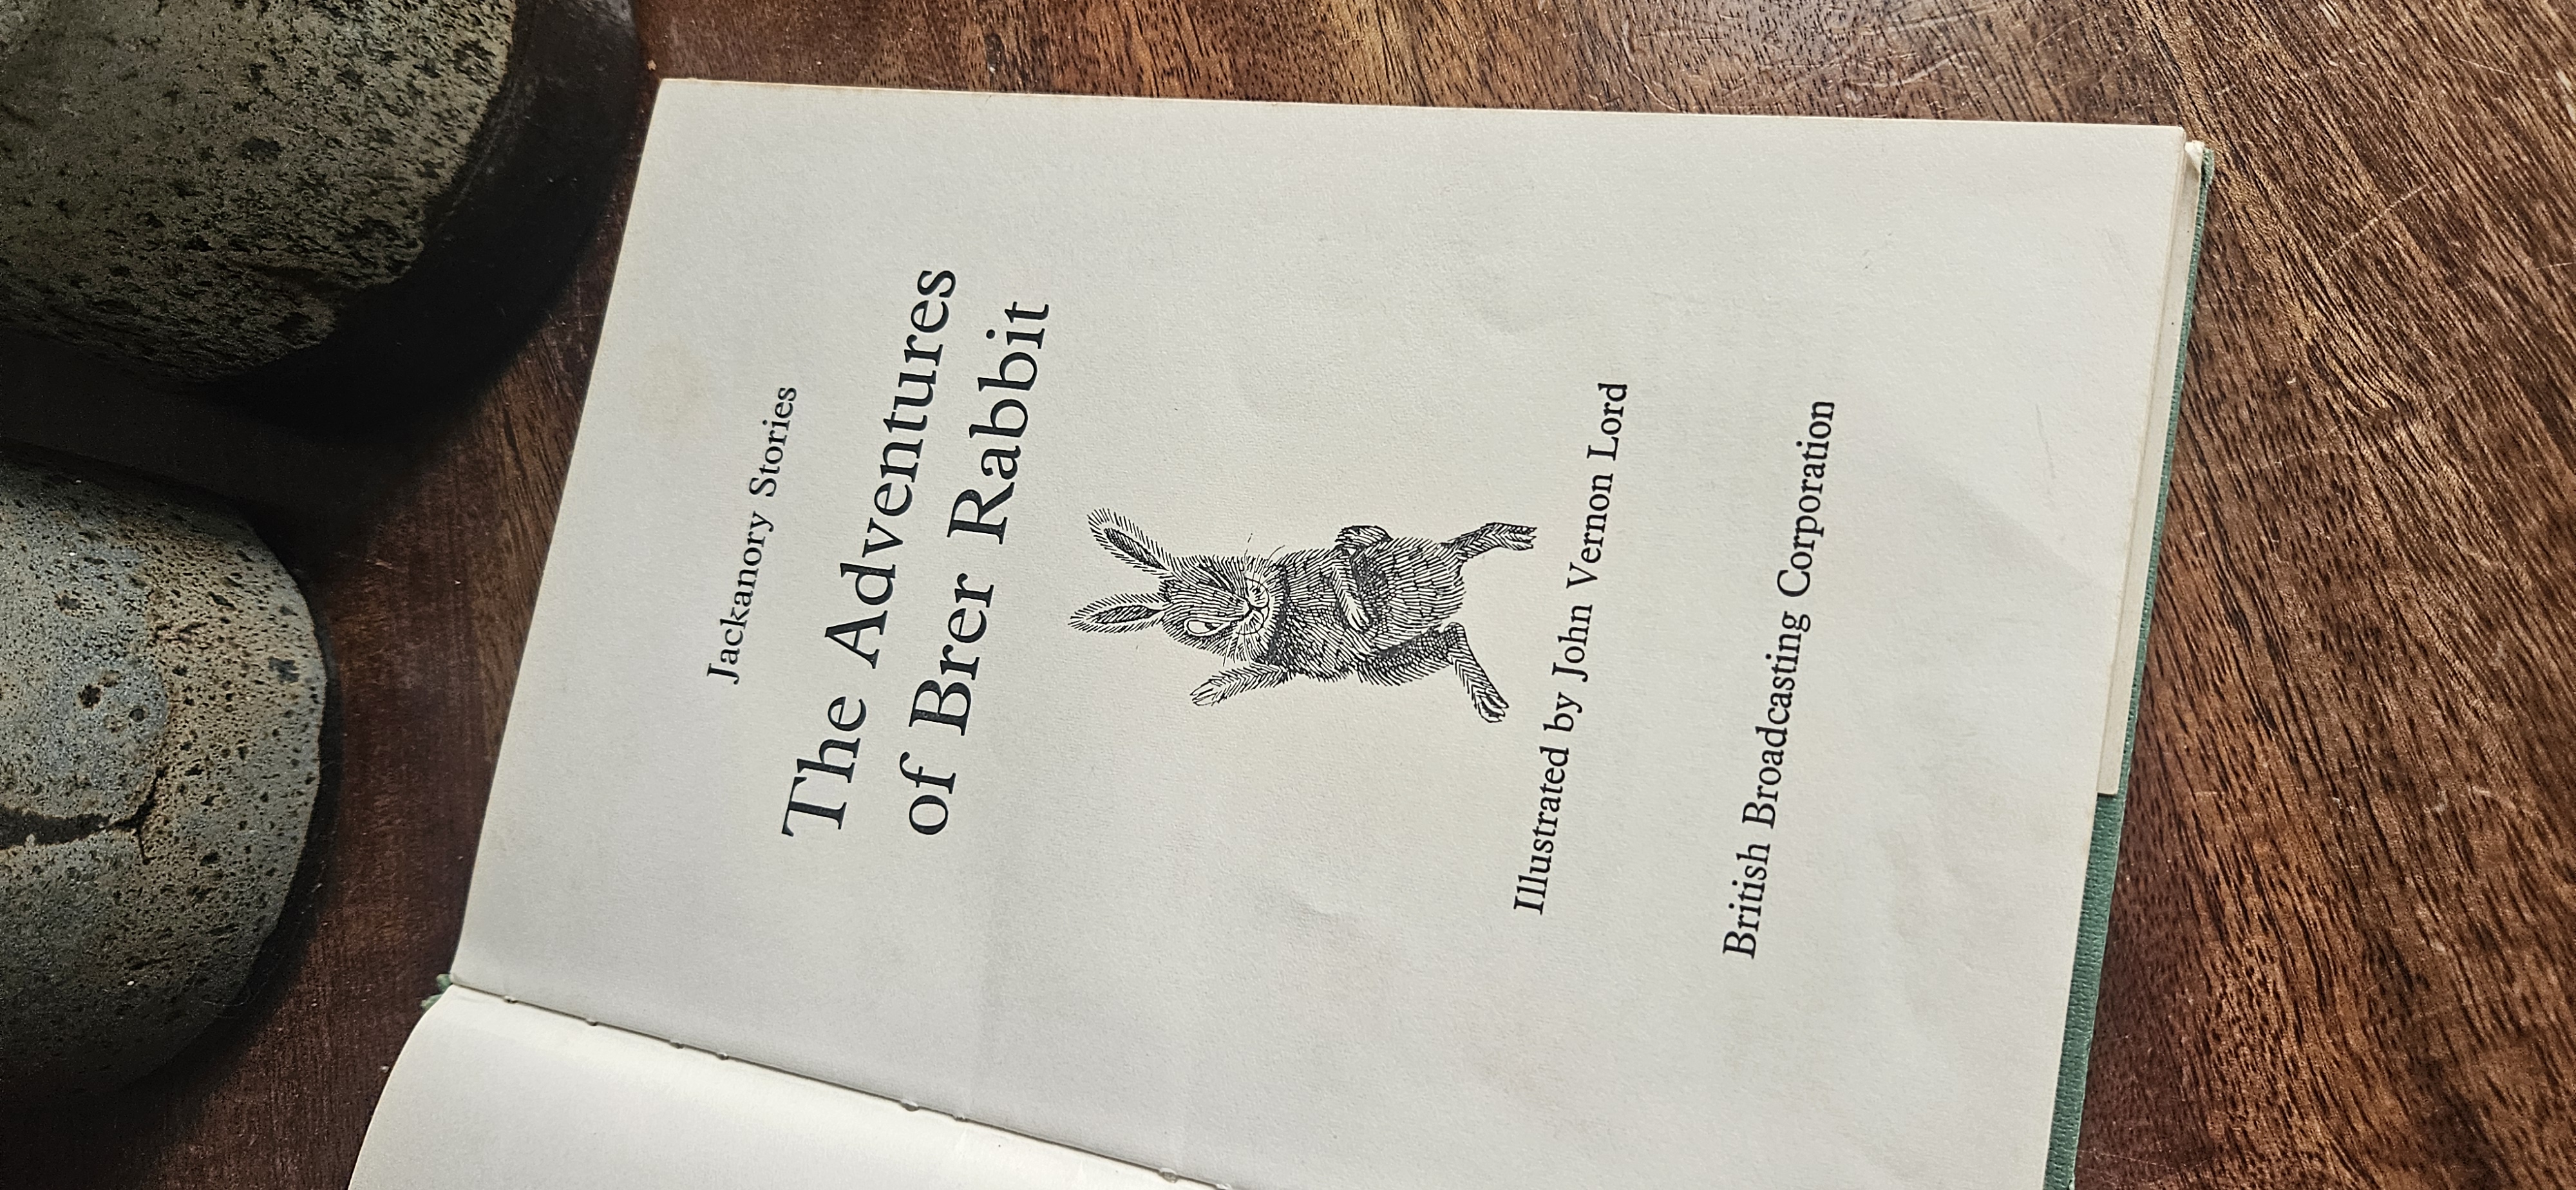 Jackanory Stories
The Adventures
of Brer Rabbit
Illustrated by John Vernon Lord
British Broadcasting Corporation